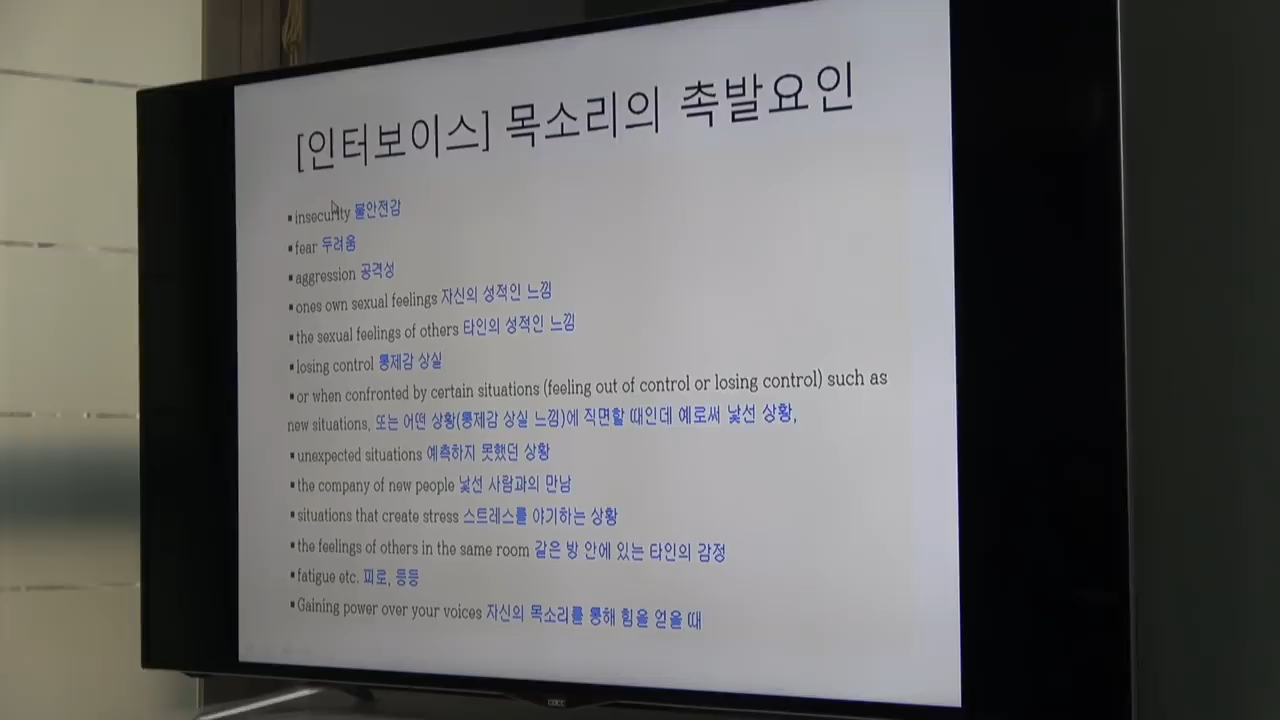 [인터보이스] 목소리의 촉발요인
▪insecurity 불안전감
▪fear 두려움
▪aggression 공격성
▪ones own sexual feelings 자신의 성적인 느낌
▪the sexual feelings of others 타인의 성적인 느낌
▪losing control 통제감 상실
▪or when confronted by certain situations (feeling out of control or losing control) such as
new situations, 또는 어떤 상황(통제감 상실 느낌)에 직면할 때인데 예로써 낯선 상황,
▪unexpected situations 예측하지 못했던 상황
▪the company of new people 낯선 사람과의 만남
▪situations that create stress 스트레스를 야기하는 상황
▪the feelings of others in the same room 같은 방 안에 있는 타인의 감정
▪fatigue etc. 피로, 등등
▪Gaining power over your voices 자신의 목소리를 통해 힘을 얻을 때